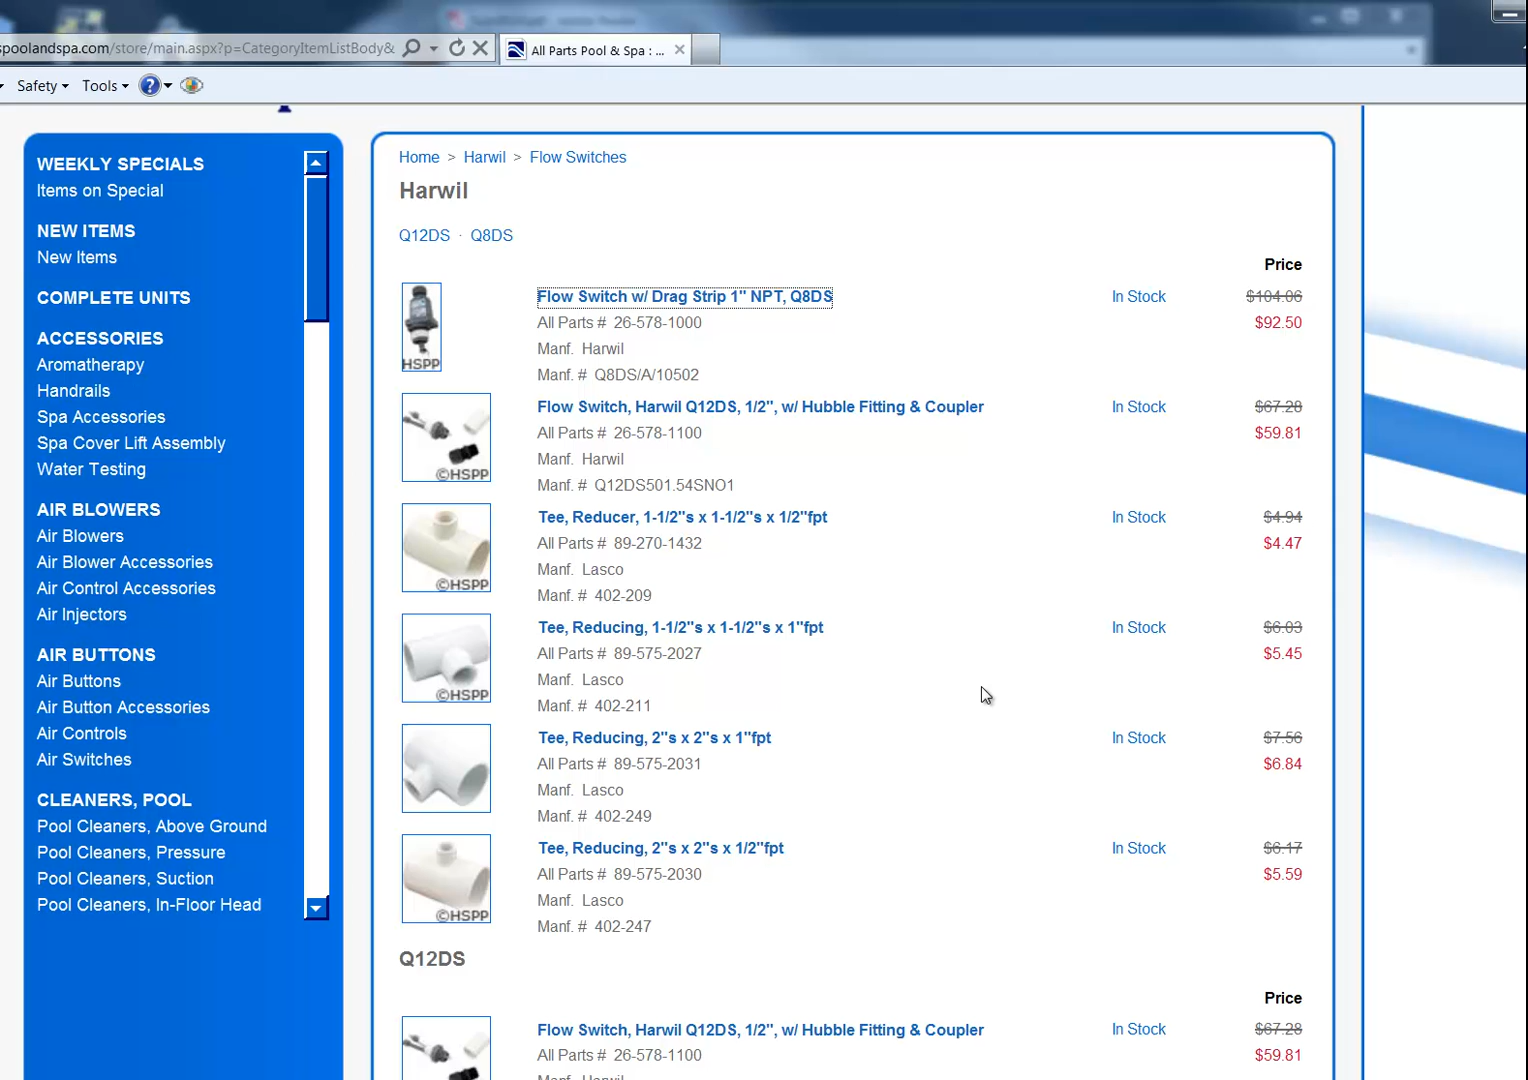 spoolandspa.com/store/main.aspx?p=CategoryItemListBody&
All Parts Pool & Spa : ...
Safety Tools
WEEKLY SPECIALS
Items on Special
NEW ITEMS
New Items
COMPLETE UNITS
ACCESSORIES
Aromatherapy
Handrails
Spa Accessories
Spa Cover Lift Assembly
Water Testing
AIR BLOWERS
Air Blowers
Air Blower Accessories
Air Control Accessories
Air Injectors
AIR BUTTONS
Air Buttons
Air Button Accessories
Air Controls
Air Switches
CLEANERS, POOL
Pool Cleaners, Above Ground
Pool Cleaners, Pressure
Pool Cleaners, Suction
Pool Cleaners, In-Floor Head
Home > Harwil > Flow Switches
Harwil
Q12DS · Q8DS
Price
Flow Switch w/ Drag Strip 1" NPT, Q8DS In Stock $104.06
All Parts # 26-578-1000 $92.50
Manf. Harwil
HSPP
Manf. # Q8DS/A/10502
Flow Switch, Harwil Q12DS, 1/2", w/ Hubble Fitting & Coupler In Stock $67.28
All Parts # 26-578-1100 $59.81
Manf. Harwil
©HSPP
Manf. # Q12DS501.54SNO1
Tee, Reducer, 1-1/2"s x 1-1/2"s x 1/2"fpt In Stock $4.94
All Parts # 89-270-1432 $4.47
Manf. Lasco
©HSPP
Manf. # 402-209
Tee, Reducing, 1-1/2"s x 1-1/2"s x 1"fpt In Stock $6.03
All Parts # 89-575-2027 $5.45
Manf. Lasco
©HSPP
Manf. # 402-211
Tee, Reducing, 2"s x 2"s x 1"fpt In Stock $7.56
All Parts # 89-575-2031 $6.84
Manf. Lasco
©HSPP
Manf. # 402-249
Tee, Reducing, 2"s x 2"s x 1/2"fpt In Stock $6.17
All Parts # 89-575-2030 $5.59
Manf. Lasco
©HSPP
Manf. # 402-247
Q12DS
Price
Flow Switch, Harwil Q12DS, 1/2", w/ Hubble Fitting & Coupler In Stock $67.28
All Parts # 26-578-1100 $59.81